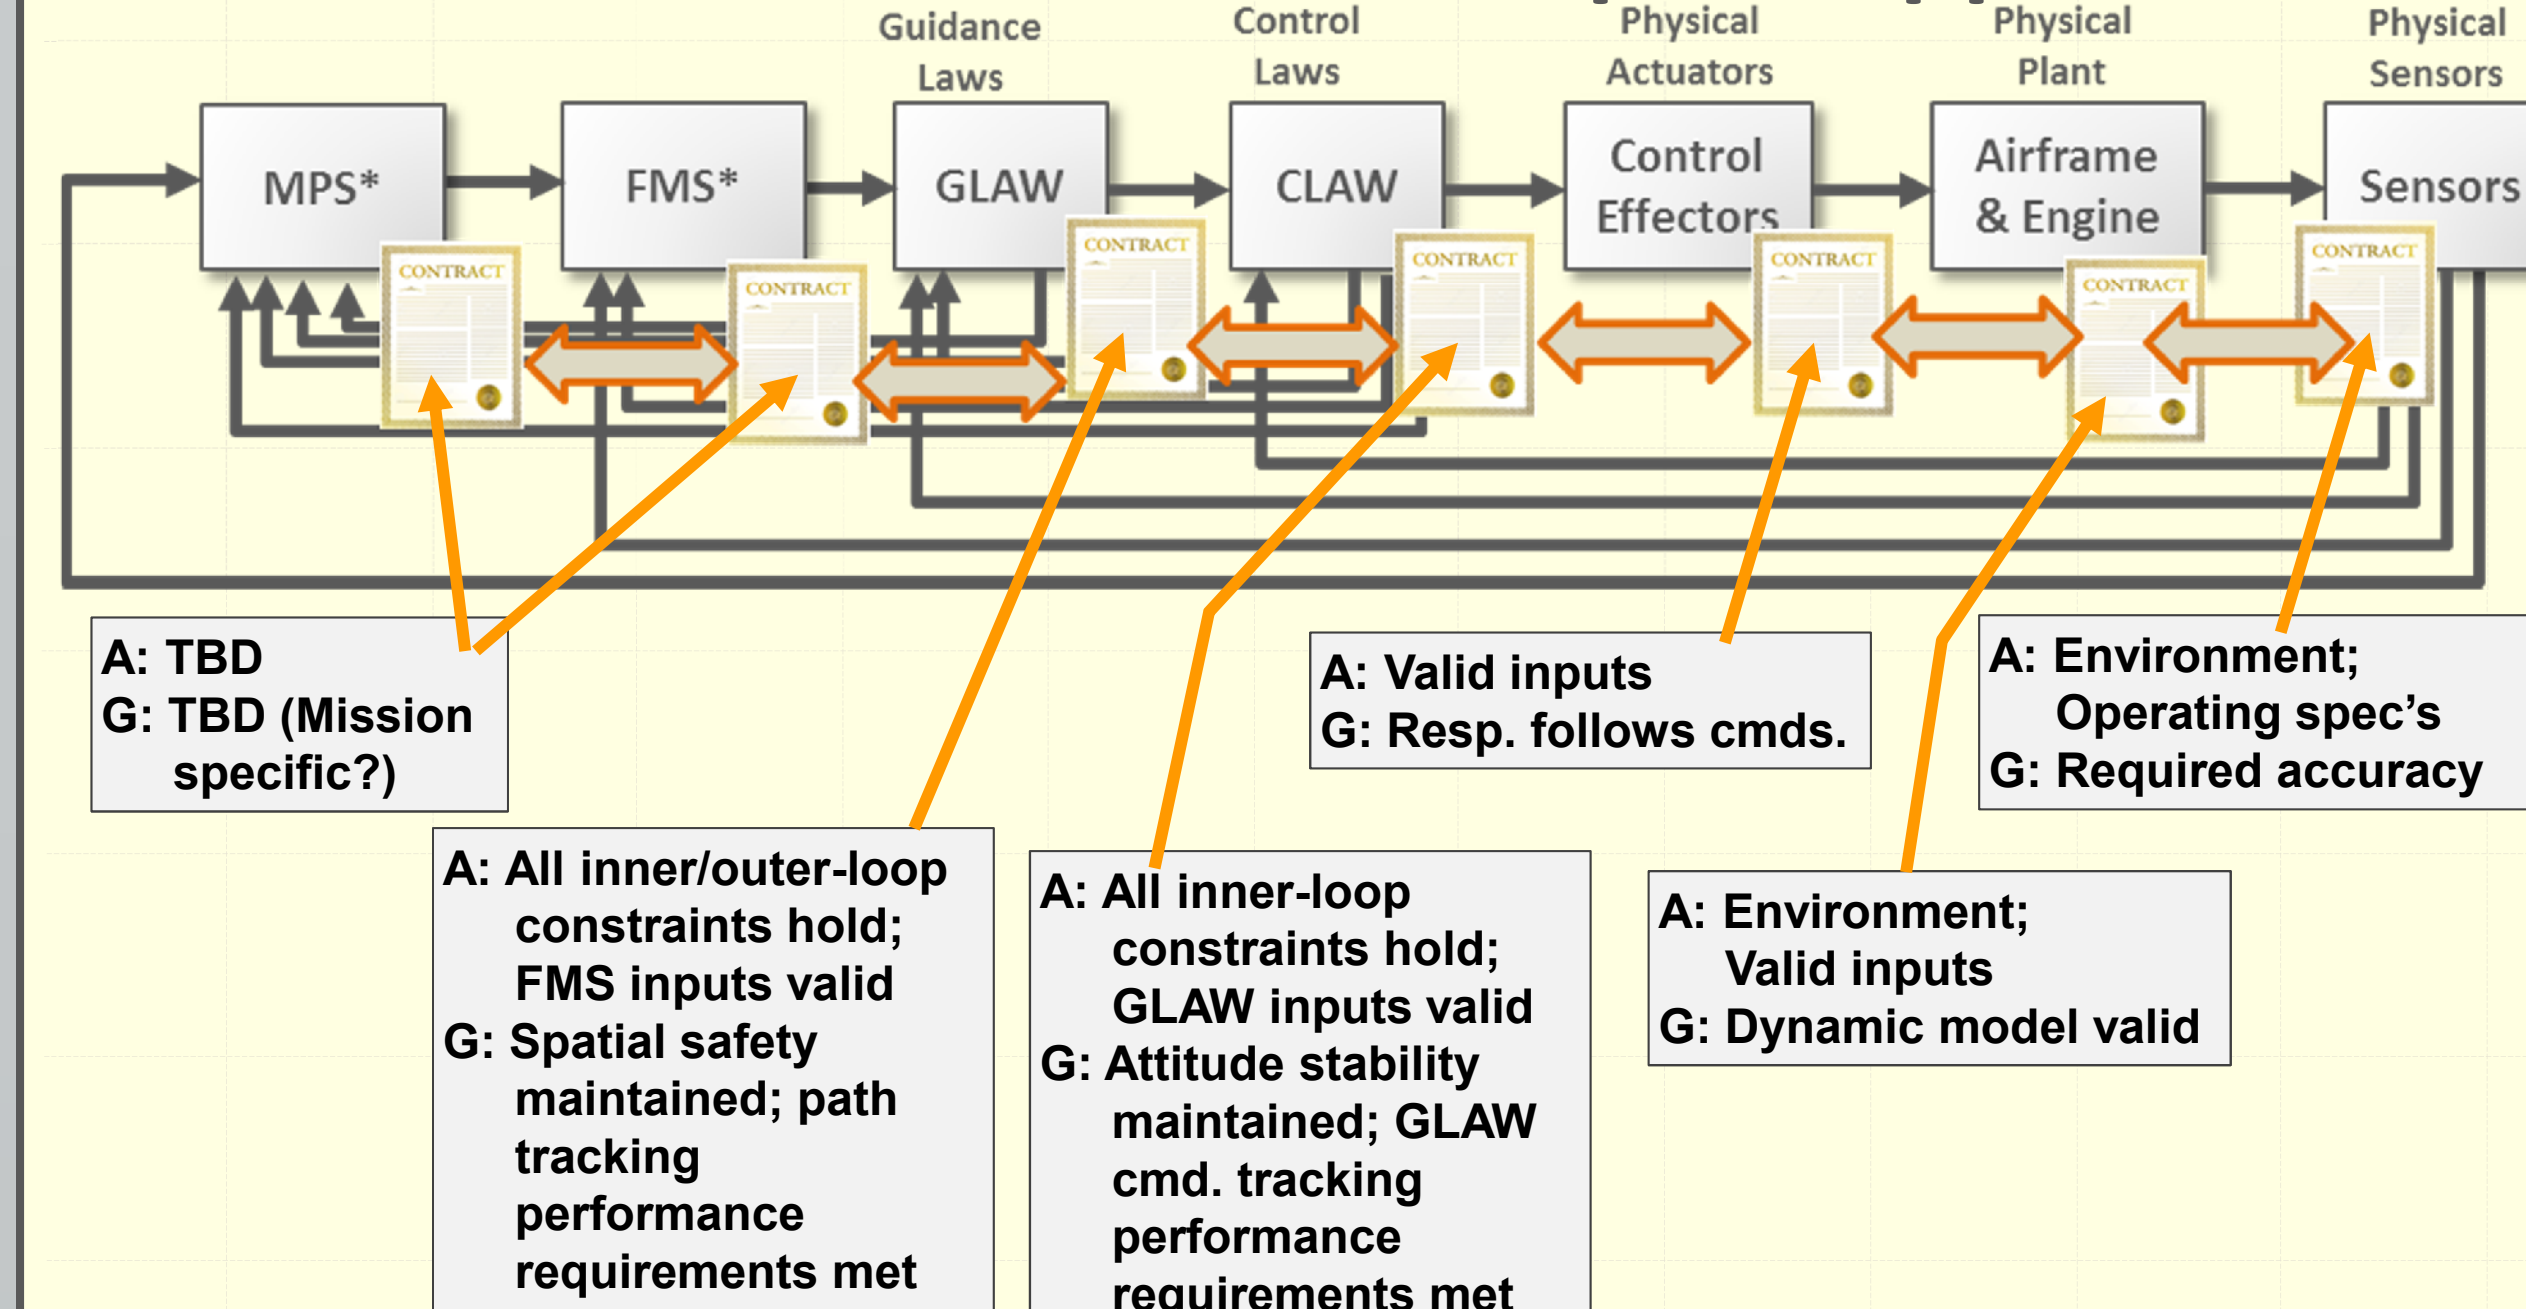 Guidance
Laws
Control
Laws
Physical
Actuators
Physical
Plant
Physical
Sensors
MPS*
FMS*
GLAW
CLAW
Control
Effectors
Airframe
& Engine
Sensors
CONTRACT
CONTRACT
CONTRACT
CONTRACT
CONTRACT
CONTRACT
CONTRACT
A: TBD
G: TBD (Mission
specific?)
A: All inner/outer-loop
constraints hold;
FMS inputs valid
G: Spatial safety
maintained; path
tracking
performance
requirements met
A: All inner-loop
constraints hold;
GLAW inputs valid
G: Attitude stability
maintained; GLAW
cmd. tracking
performance
requirements met
A: Valid inputs
G: Resp. follows cmds.
A: Environment;
Valid inputs
G: Dynamic model valid
A: Environment;
Operating spec’s
G: Required accuracy